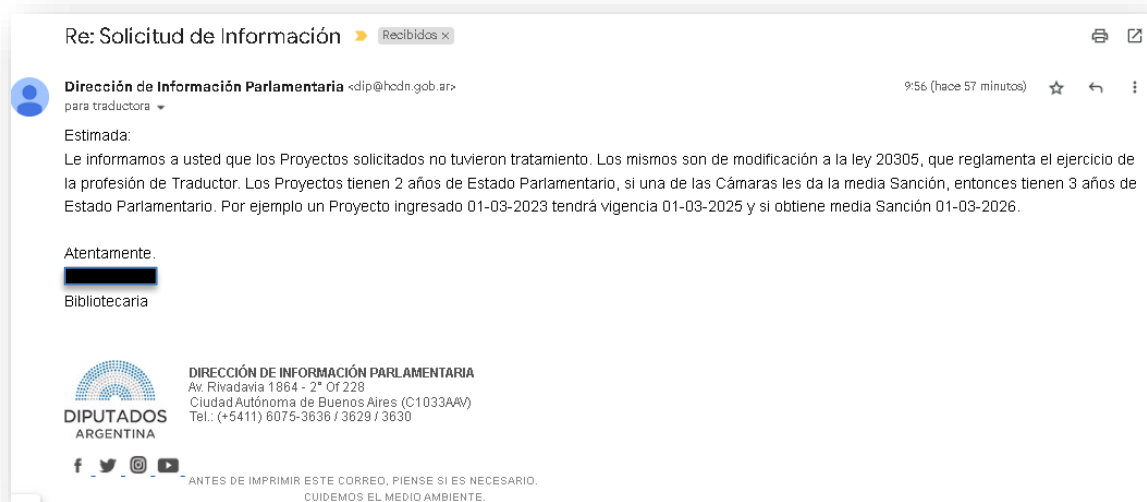 Re: Solicitud de Información Recibidos ×
Dirección de Información Parlamentaria <dip@hcdn.gob.ar> 9:56 (hace 57 minutos)
para traductora
Estimada:
Le informamos a usted que los Proyectos solicitados no tuvieron tratamiento. Los mismos son de modificación a la ley 20305, que reglamenta el ejercicio de
la profesión de Traductor. Los Proyectos tienen 2 años de Estado Parlamentario, si una de las Cámaras les da la media Sanción, entonces tienen 3 años de
Estado Parlamentario. Por ejemplo un Proyecto ingresado 01-03-2023 tendrá vigencia 01-03-2025 y si obtiene media Sanción 01-03-2026.
Atentamente.
Bibliotecaria
DIPUTADOS
ARGENTINA
DIRECCIÓN DE INFORMACIÓN PARLAMENTARIA
Av. Rivadavia 1864 - 2° Of 228
Ciudad Autónoma de Buenos Aires (C1033AAV)
Tel.: (+5411) 6075-3636 / 3629 / 3630
ANTES DE IMPRIMIR ESTE CORREO, PIENSE SI ES NECESARIO.
CUIDEMOS EL MEDIO AMBIENTE.